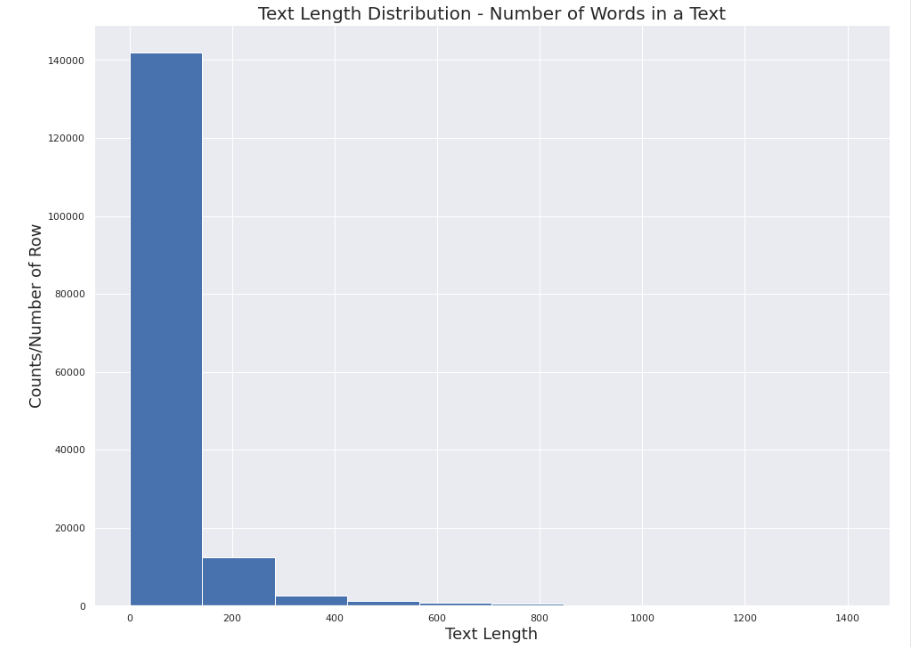 Text Length Distribution - Number of Words in a Text
140000
120000
100000
80000
60000
40000
20000
0
Counts/Number of Row
0 200 400 600 800 1000 1200 1400
Text Length